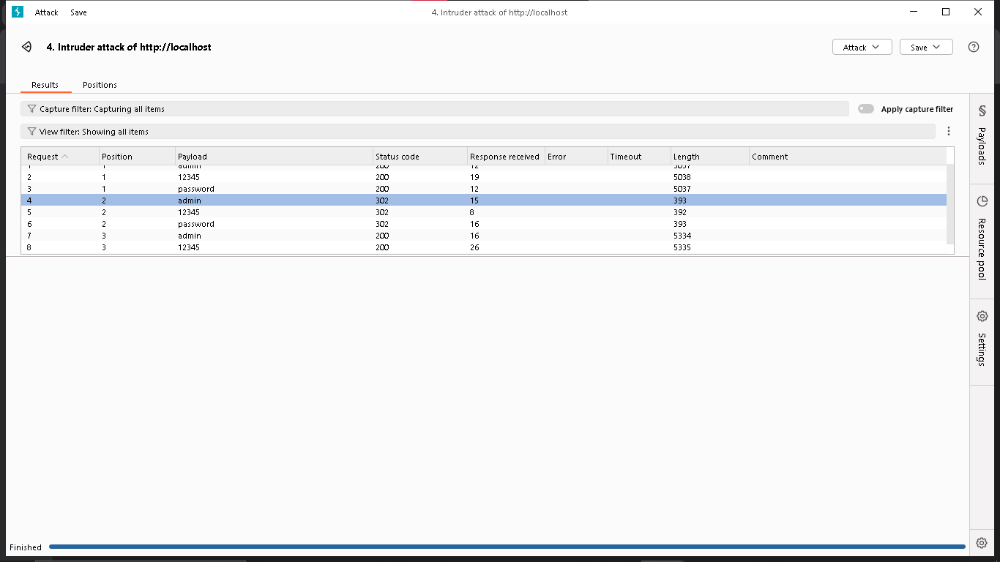 Attack Save 4. Intruder attack of http://localhost
4. Intruder attack of http://localhost Attack Save
Results Positions
Capture filter: Capturing all items Apply capture filter
View filter: Showing all items
Request Position Payload Status code Response received Error Timeout Length Comment
1 1 admin 200 12 5037
2 1 12345 200 19 5038
3 1 password 200 12 5037
4 2 admin 302 15 393
5 2 12345 302 8 392
6 2 password 302 16 393
7 3 admin 200 16 5334
8 3 12345 200 26 5335
Payloads
Resource pool
Settings
Finished